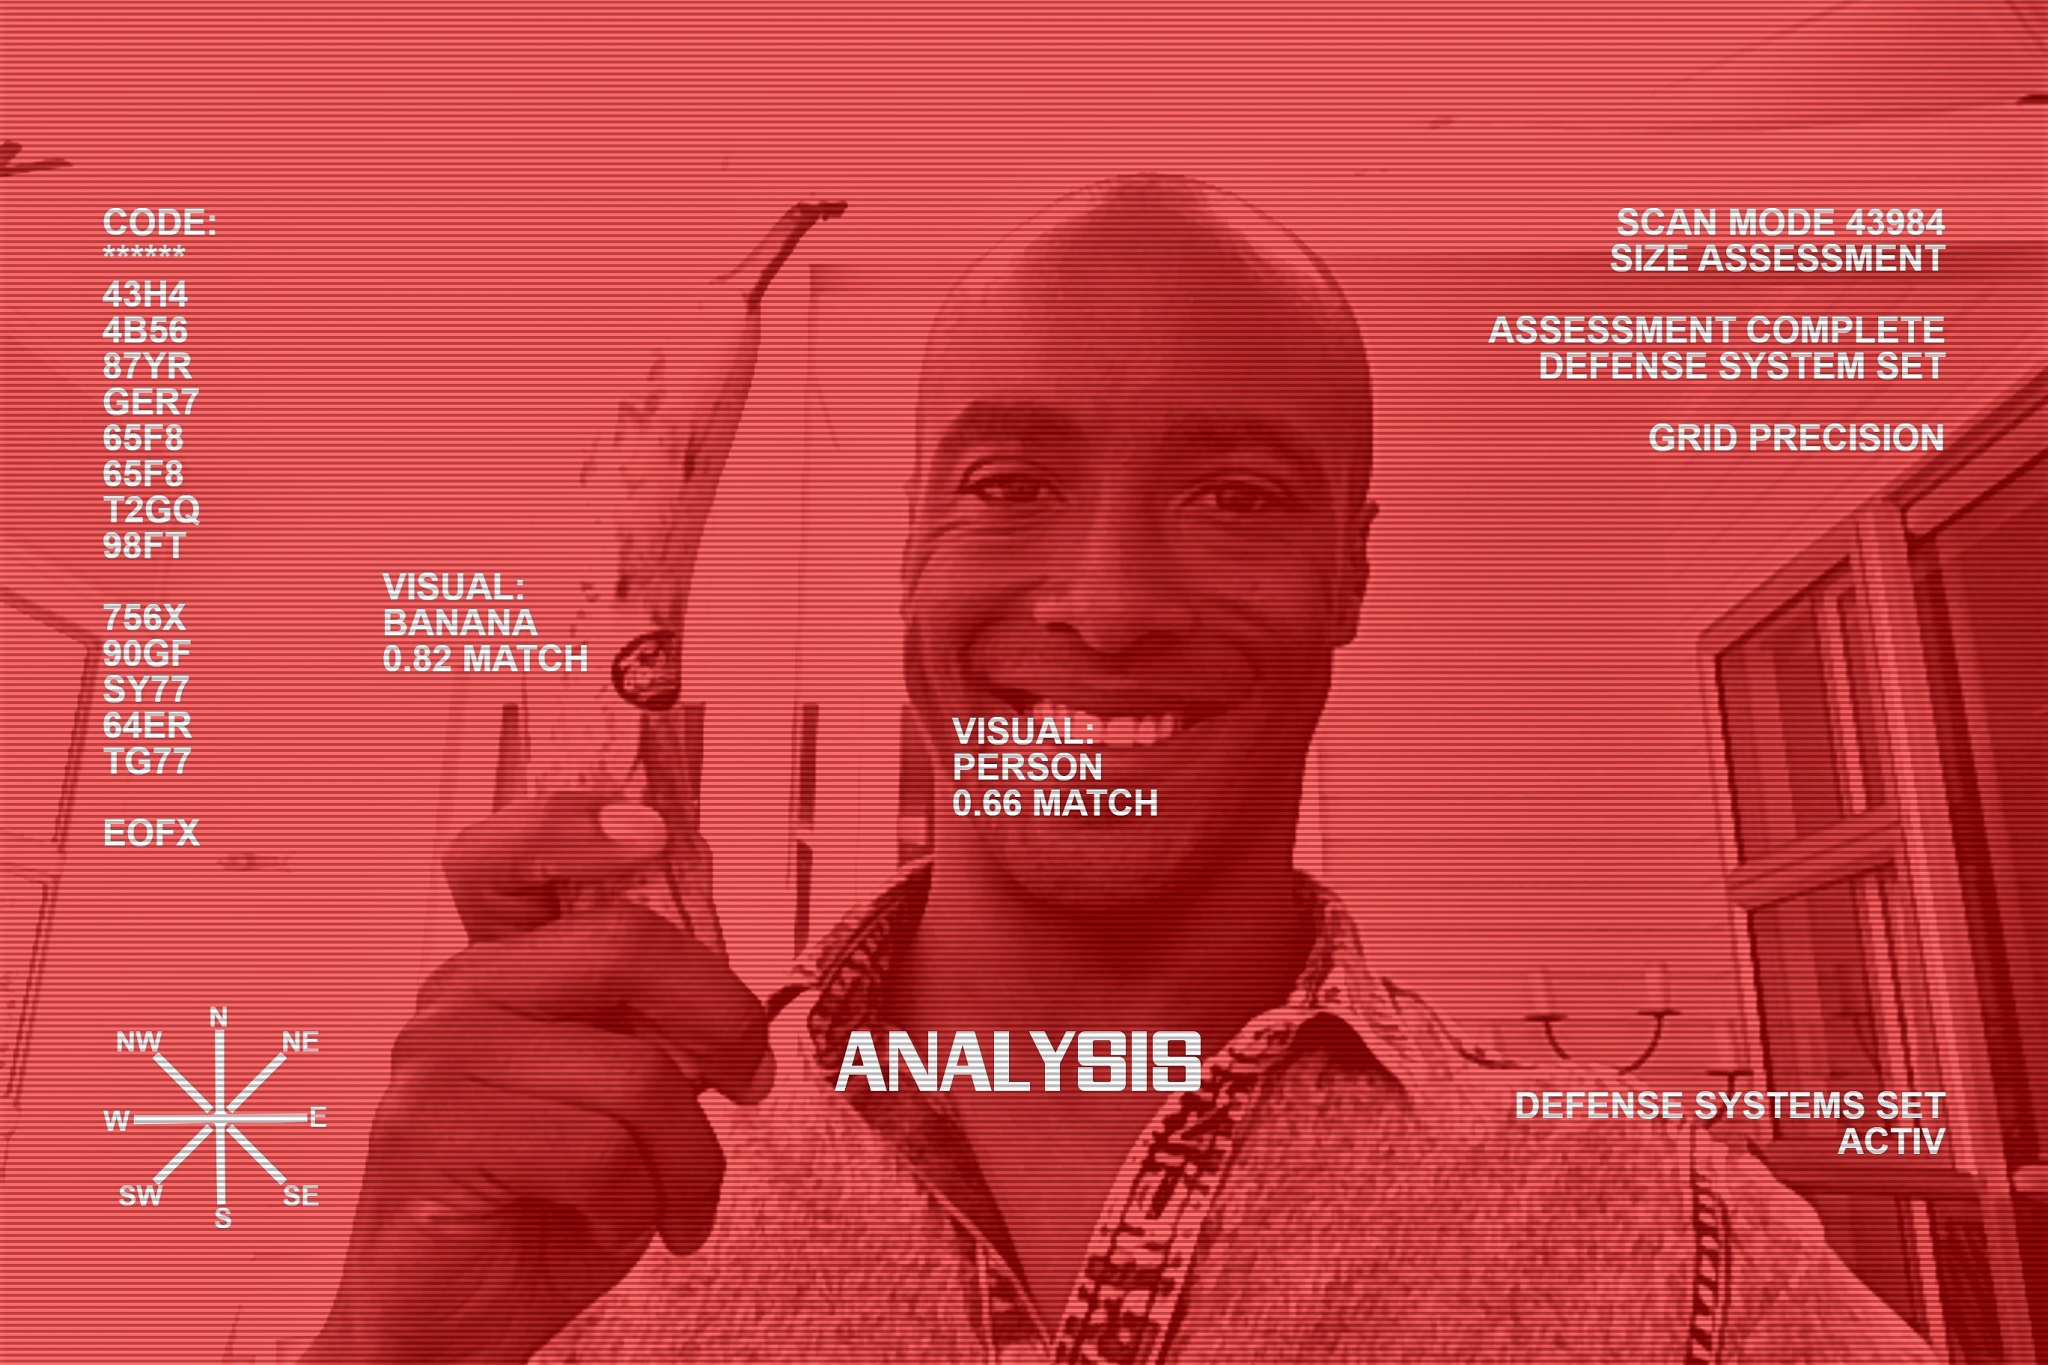 CODE:
******
43H4
4B56
87YR
GER7
65F8
65F8
T2GQ
98FT
756X
90GF
SY77
64ER
TG77
EOFX
SCAN MODE 43984
SIZE ASSESSMENT
ASSESSMENT COMPLETE
DEFENSE SYSTEM SET
GRID PRECISION
VISUAL:
BANANA
0.82 MATCH
VISUAL:
PERSON
0.66 MATCH
ANALYSIS
N
NW
NE
W
E
SW
SE
S
DEFENSE SYSTEMS SET
ACTIV